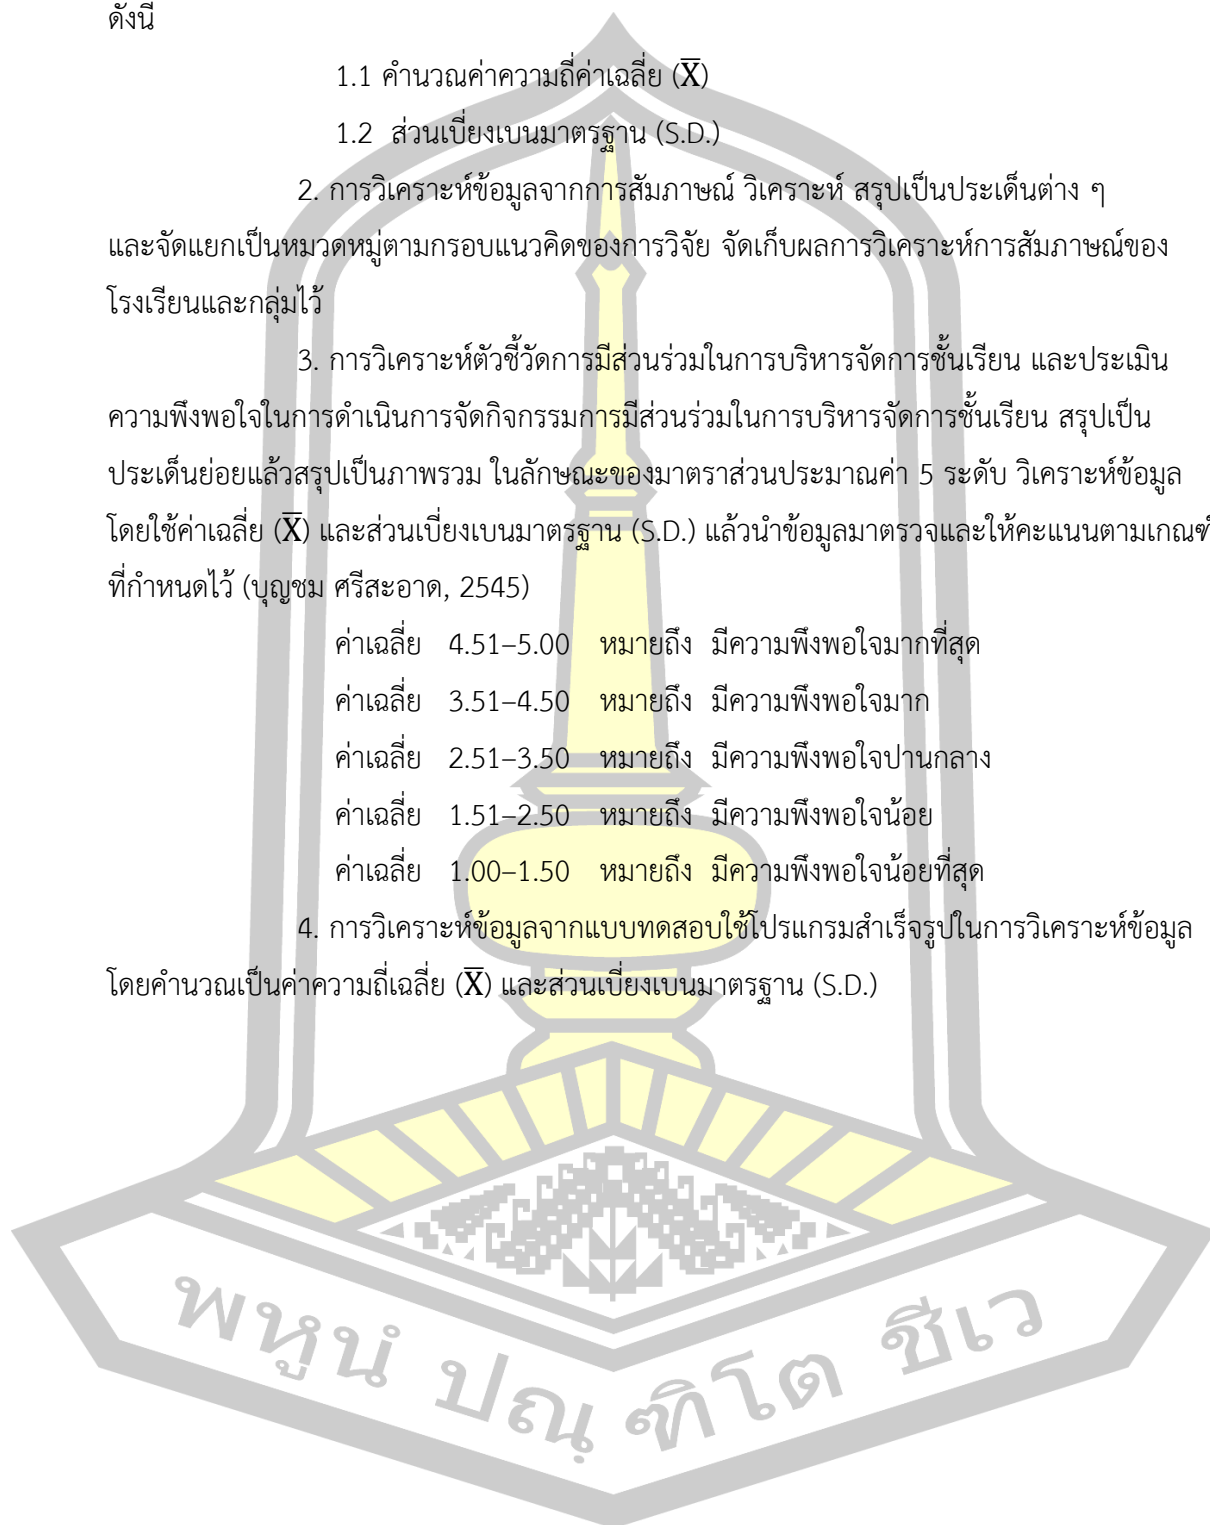 ดังนี้
1.1 คำนวณค่าความถี่ค่าเฉลี่ย (X̅)
1.2 ส่วนเบี่ยงเบนมาตรฐาน (S.D.)
2. การวิเคราะห์ข้อมูลจากการสัมภาษณ์ วิเคราะห์ สรุปเป็นประเด็นต่าง ๆ
และจัดแยกเป็นหมวดหมู่ตามกรอบแนวคิดของการวิจัย จัดเก็บผลการวิเคราะห์การสัมภาษณ์ของ
โรงเรียนและกลุ่มไว้
3. การวิเคราะห์ตัวชี้วัดการมีส่วนร่วมในการบริหารจัดการชั้นเรียน และประเมิน
ความพึงพอใจในการดำเนินการจัดกิจกรรมการมีส่วนร่วมในการบริหารจัดการชั้นเรียน สรุปเป็น
ประเด็นย่อยแล้วสรุปเป็นภาพรวม ในลักษณะของมาตราส่วนประมาณค่า 5 ระดับ วิเคราะห์ข้อมูล
โดยใช้ค่าเฉลี่ย (X̅) และส่วนเบี่ยงเบนมาตรฐาน (S.D.) แล้วนำข้อมูลมาตรวจและให้คะแนนตามเกณฑ์
ที่กำหนดไว้ (บุญชม ศรีสะอาด, 2545)
ค่าเฉลี่ย 4.51–5.00 หมายถึง มีความพึงพอใจมากที่สุด
ค่าเฉลี่ย 3.51–4.50 หมายถึง มีความพึงพอใจมาก
ค่าเฉลี่ย 2.51–3.50 หมายถึง มีความพึงพอใจปานกลาง
ค่าเฉลี่ย 1.51–2.50 หมายถึง มีความพึงพอใจน้อย
ค่าเฉลี่ย 1.00–1.50 หมายถึง มีความพึงพอใจน้อยที่สุด
4. การวิเคราะห์ข้อมูลจากแบบทดสอบใช้โปรแกรมสำเร็จรูปในการวิเคราะห์ข้อมูล
โดยคำนวณเป็นค่าความถี่เฉลี่ย (X̅) และส่วนเบี่ยงเบนมาตรฐาน (S.D.)
พหูนํ ปณฺฑิโต ชีเว